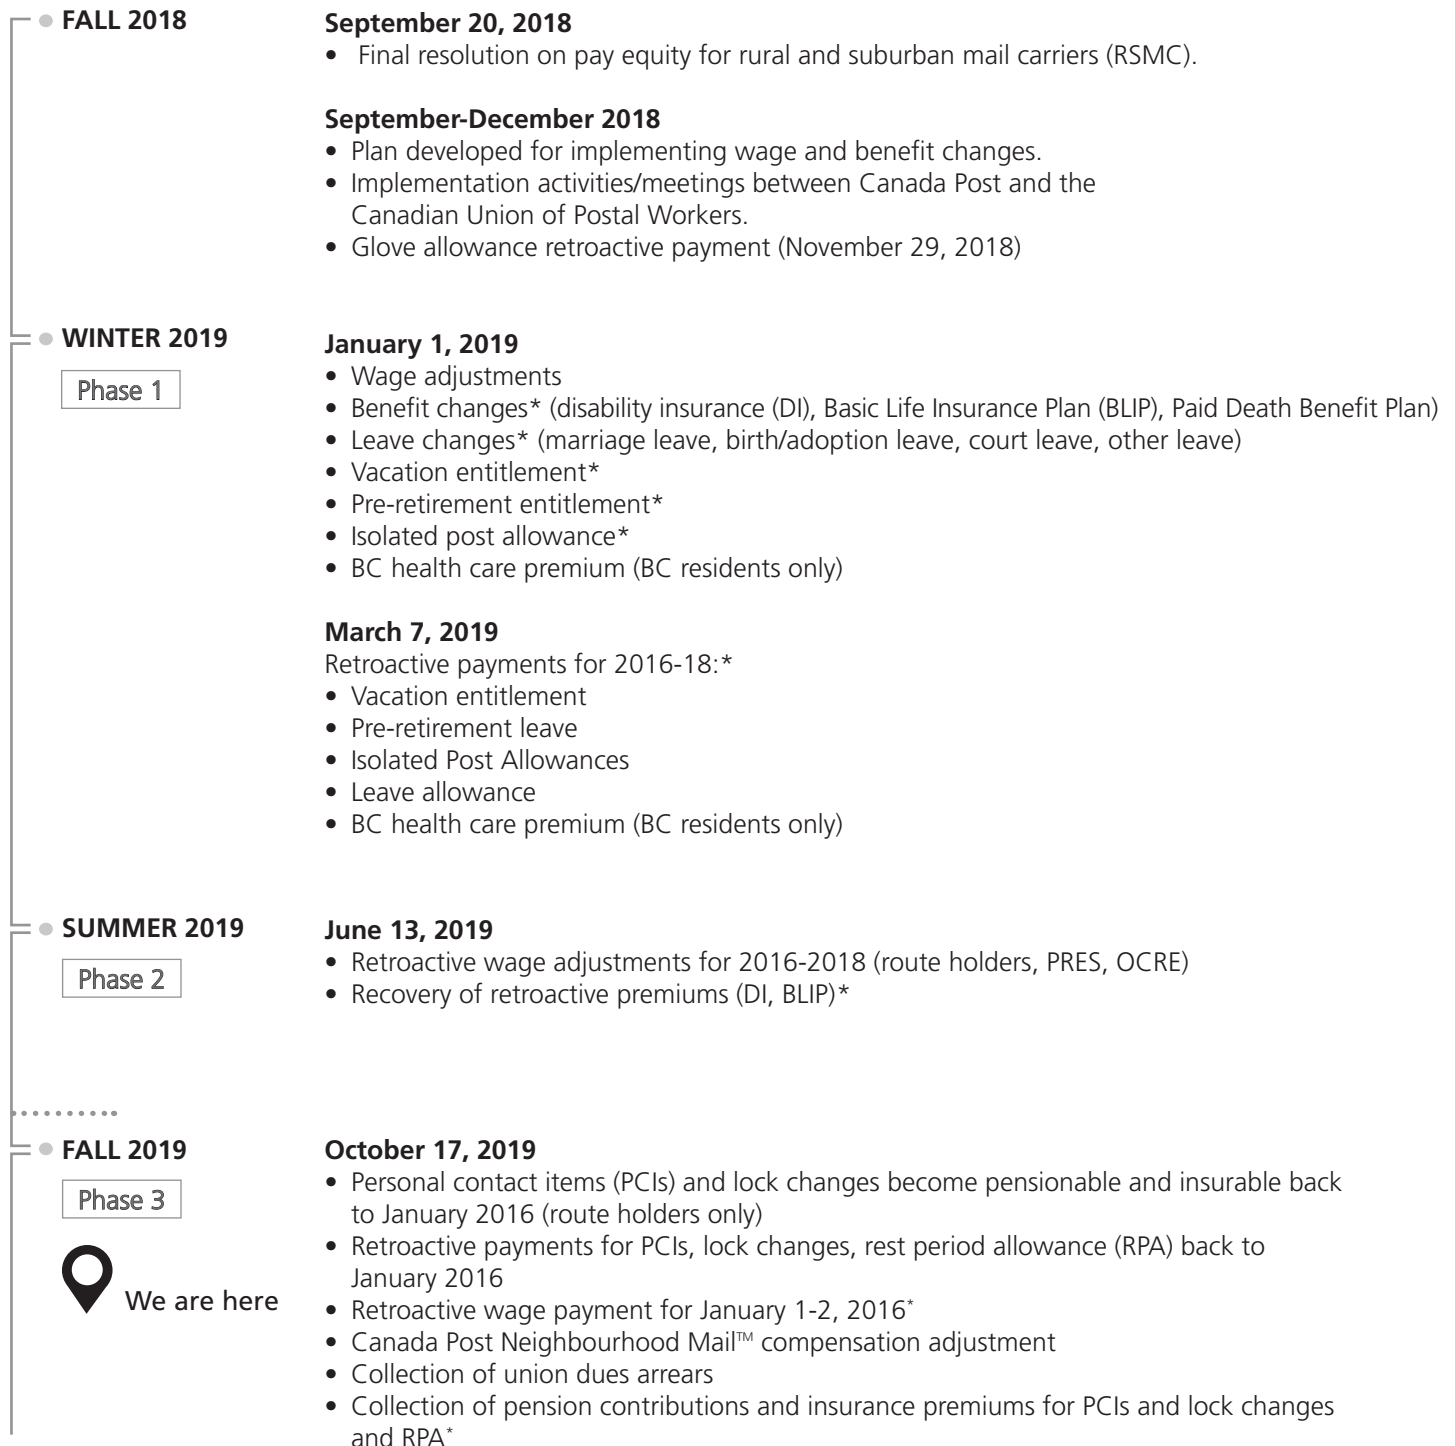 FALL 2018
September 20, 2018
• Final resolution on pay equity for rural and suburban mail carriers (RSMC).
September-December 2018
• Plan developed for implementing wage and benefit changes.
• Implementation activities/meetings between Canada Post and the
Canadian Union of Postal Workers.
• Glove allowance retroactive payment (November 29, 2018)
WINTER 2019
Phase 1
January 1, 2019
• Wage adjustments
• Benefit changes* (disability insurance (DI), Basic Life Insurance Plan (BLIP), Paid Death Benefit Plan)
• Leave changes* (marriage leave, birth/adoption leave, court leave, other leave)
• Vacation entitlement*
• Pre-retirement entitlement*
• Isolated post allowance*
• BC health care premium (BC residents only)
March 7, 2019
Retroactive payments for 2016-18:*
• Vacation entitlement
• Pre-retirement leave
• Isolated Post Allowances
• Leave allowance
• BC health care premium (BC residents only)
SUMMER 2019
Phase 2
June 13, 2019
• Retroactive wage adjustments for 2016-2018 (route holders, PRES, OCRE)
• Recovery of retroactive premiums (DI, BLIP)*
FALL 2019
Phase 3
We are here
October 17, 2019
• Personal contact items (PCIs) and lock changes become pensionable and insurable back
to January 2016 (route holders only)
• Retroactive payments for PCIs, lock changes, rest period allowance (RPA) back to
January 2016
• Retroactive wage payment for January 1-2, 2016*
• Canada Post Neighbourhood Mail™ compensation adjustment
• Collection of union dues arrears
• Collection of pension contributions and insurance premiums for PCIs and lock changes
and RPA*